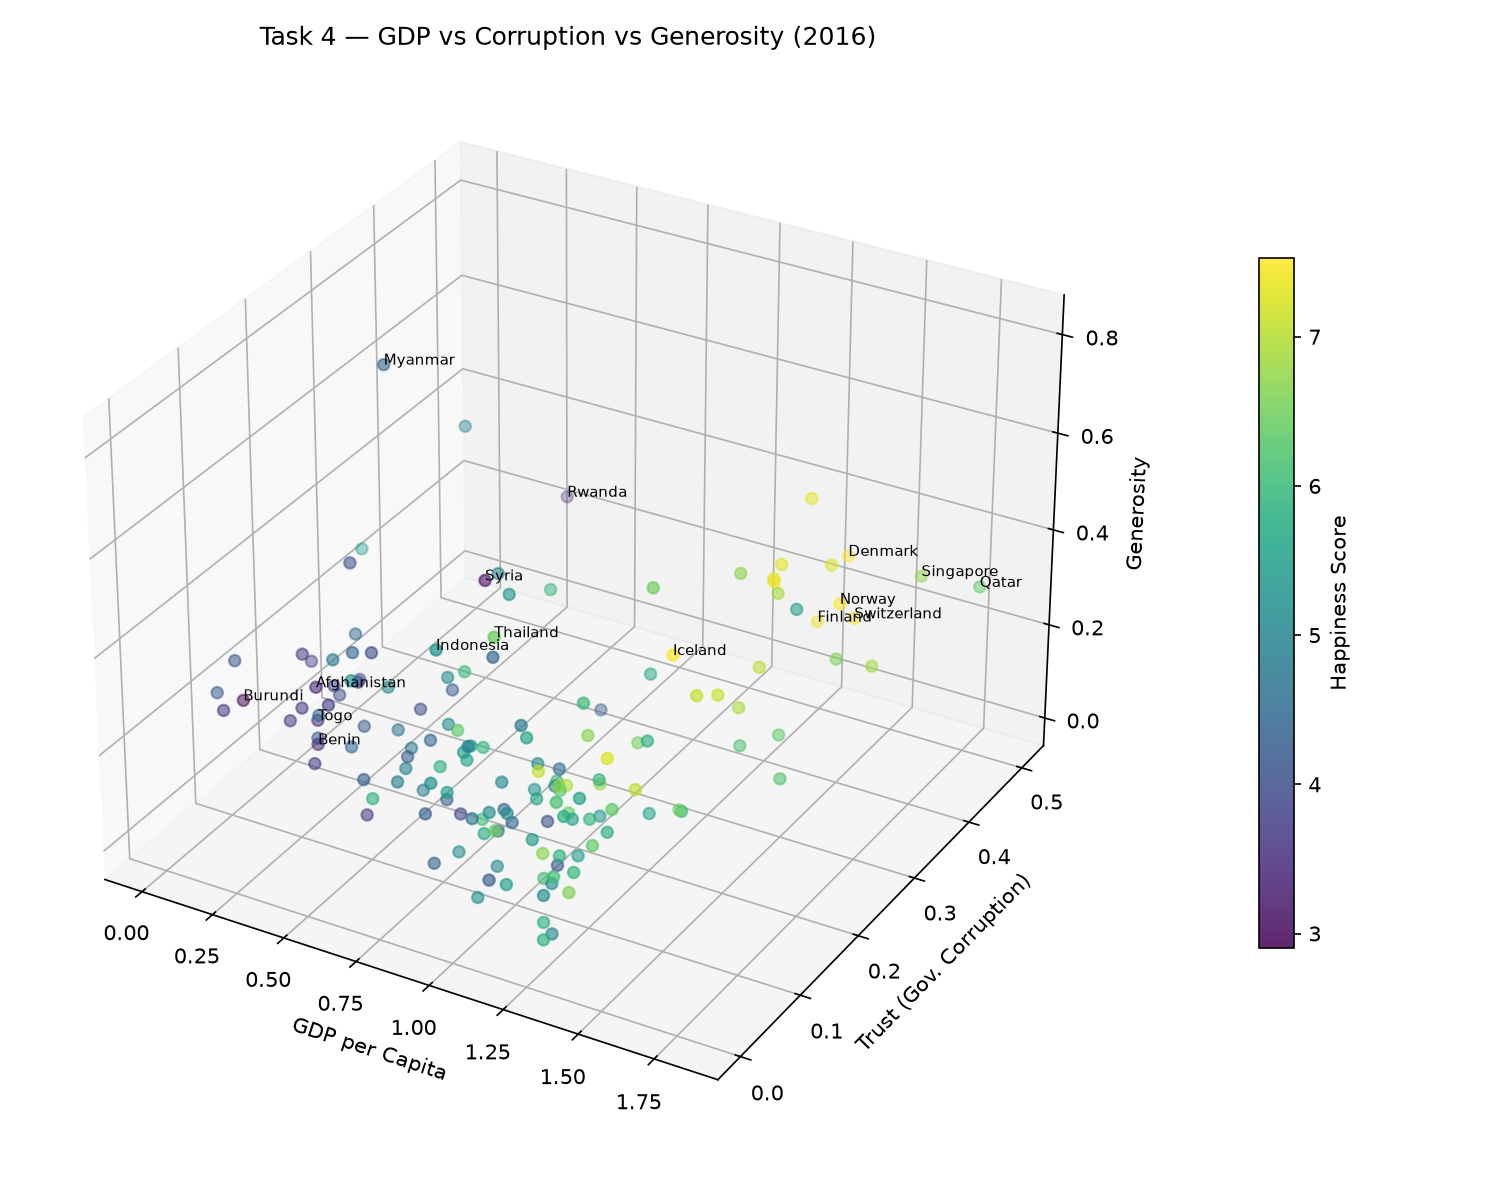 Task 4 — GDP vs Corruption vs Generosity (2016)
Myanmar
Rwanda
Denmark
Syria
Singapore
Qatar
Norway
Switzerland
Finland
Thailand
Indonesia
Iceland
Afghanistan
Burundi
Togo
Benin
0.00
0.25
0.50
0.75
1.00
1.25
1.50
1.75
GDP per Capita
0.0
0.1
0.2
0.3
0.4
0.5
Trust (Gov. Corruption)
0.8
0.6
0.4
0.2
0.0
Generosity
7
6
5
4
3
Happiness Score